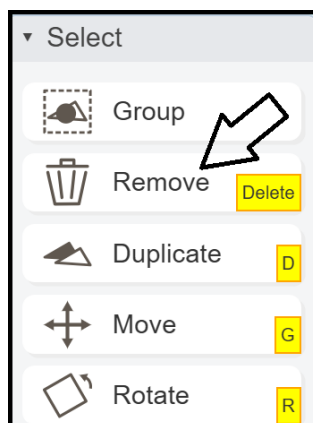 Select
Group
Remove
Delete
Duplicate
D
Move
G
Rotate
R